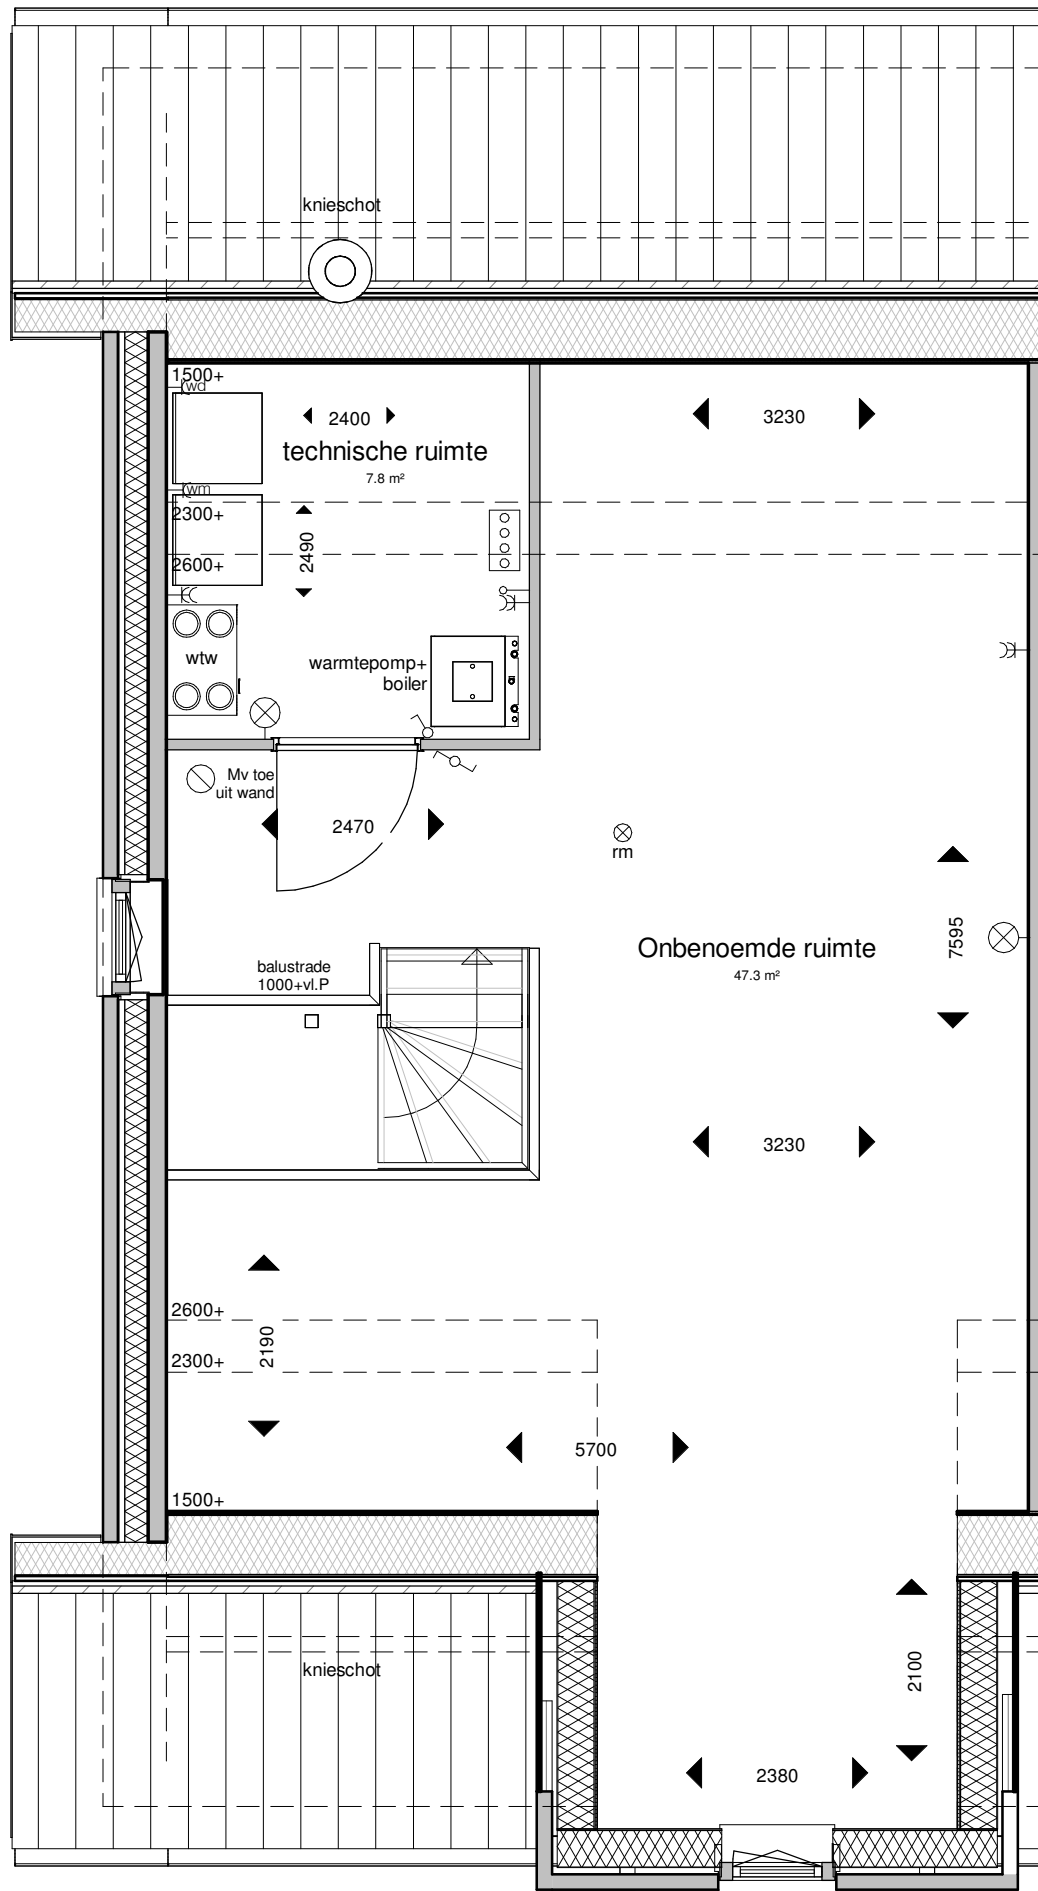 knieschot
1500+
wd
2400
3230
technische ruimte
7.8 m²
wm
2300+
2490
2600+
wtw
warmtepomp+
boiler
Mv toe
uit wand
2470
rm
7595
Onbenoemde ruimte
47.3 m²
balustrade
1000+vl.P
3230
2600+
2190
2300+
5700
1500+
knieschot
2100
2380